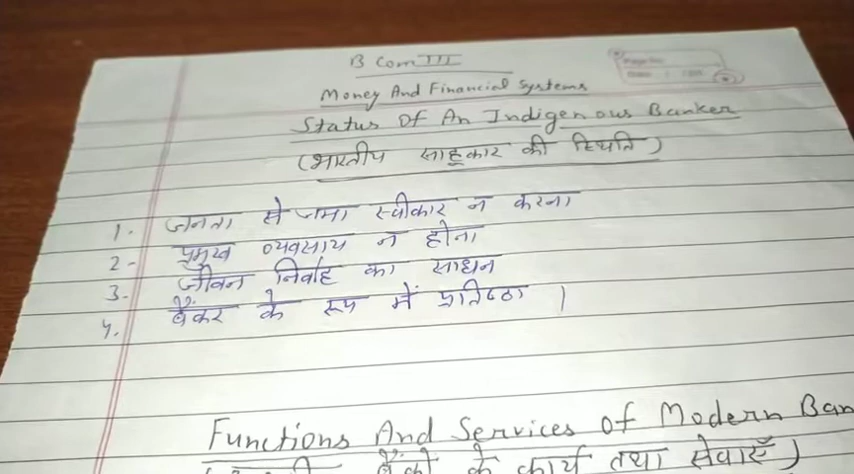 B Com III
Money And Financial Systems
Status Of An Indigenous Banker
(भारतीय साहूकार की स्थिति)
1. जनता से जमा स्वीकार न करना
2- प्रमुख व्यवसाय न होना
3- जीवन निर्वाह का साधन
4. बैंकर के रूप में प्रतिष्ठा ।
Functions And Services Of Modern Ban
बैंकों के कार्य तथा सेवाएँ)